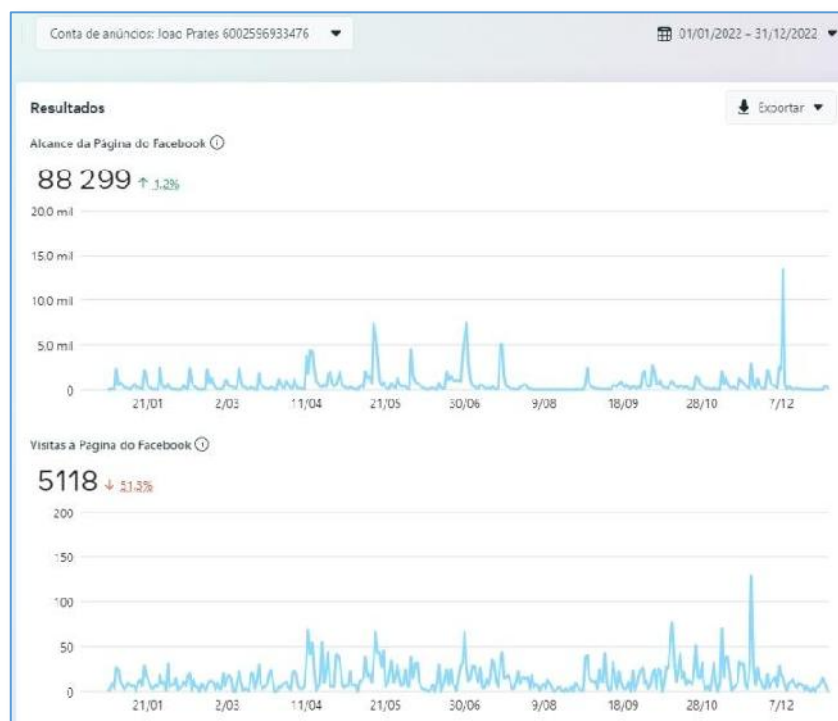 Conta de anúncios: Joao Prates 6002596933476
01/01/2022 – 31/12/2022
Resultados
Exportar
Alcance da Página do Facebook
88 299 ↑ 1,2%
20,0 mil
15,0 mil
10,0 mil
5,0 mil
0
21/01 2/03 11/04 21/05 30/06 9/08 18/09 28/10 7/12
Visitas à Página do Facebook
5118 ↓ 51,3%
200
150
100
50
0
21/01 2/03 11/04 21/05 30/06 9/08 18/09 28/10 7/12